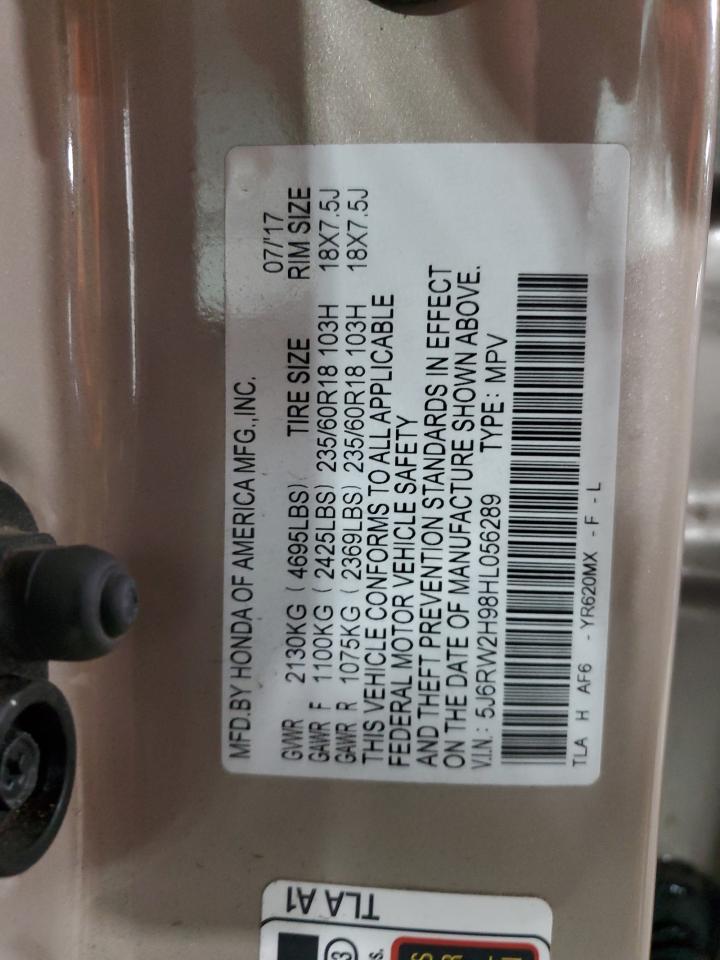 MFD.BY HONDA OF AMERICA MFG.,INC.
07/'17
GVWR 2130KG ( 4695LBS) TIRE SIZE RIM SIZE
GAWR F 1100KG ( 2425LBS) 235/60R18 103H 18X7.5J
GAWR R 1075KG ( 2369LBS) 235/60R18 103H 18X7.5J
THIS VEHICLE CONFORMS TO ALL APPLICABLE
FEDERAL MOTOR VEHICLE SAFETY
AND THEFT PREVENTION STANDARDS IN EFFECT
ON THE DATE OF MANUFACTURE SHOWN ABOVE.
V.I.N.: 5J6RW2H98HL056289 TYPE: MPV
TLA H AF6 - YR620MX - F - L
TLA A1